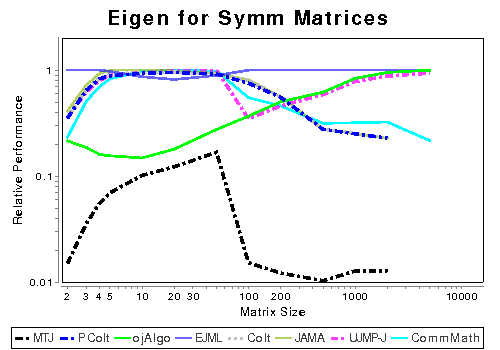 Eigen for Symm Matrices
Relative Performance
1
0.1
0.01
2 3 4 5 10 20 30 100 200 1000 10000
Matrix Size
MTJ PColt ojAlgo EJML Colt JAMA UJMP-J CommMath